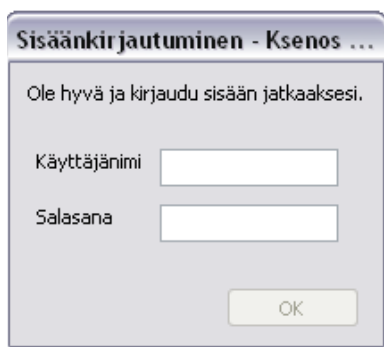 Sisäänkirjautuminen - Ksenos ...
Ole hyvä ja kirjaudu sisään jatkaaksesi.
Käyttäjänimi
Salasana
OK